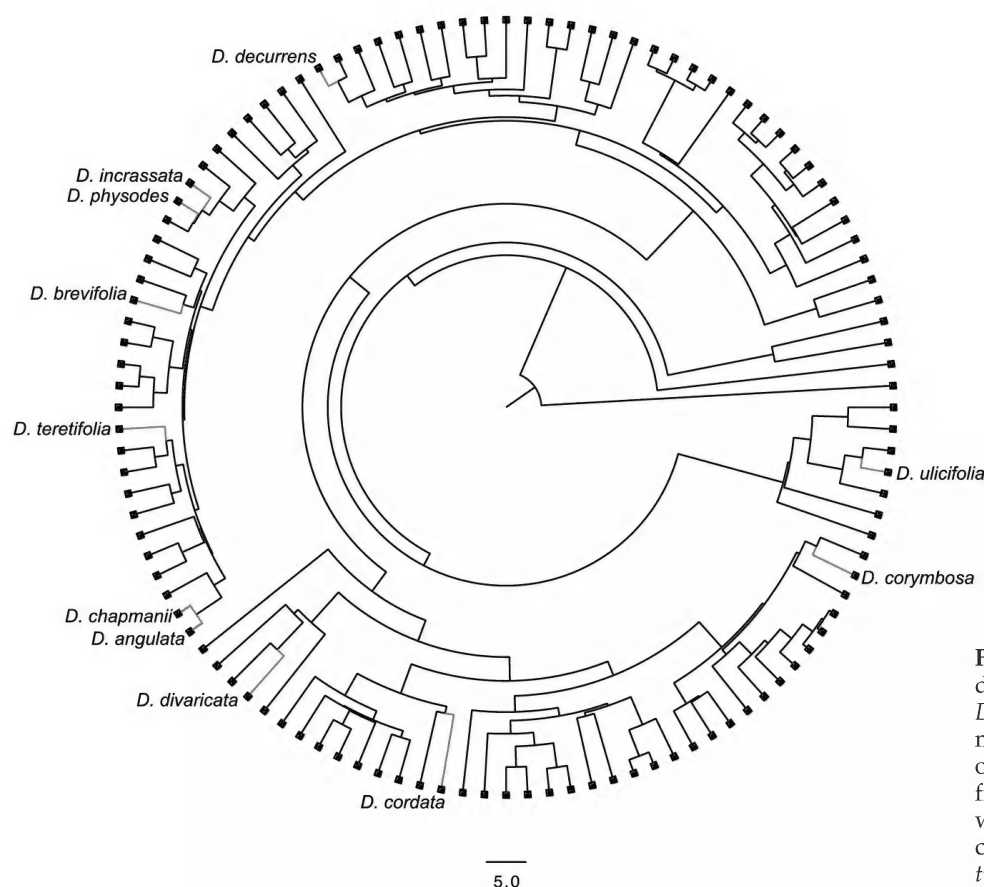 D. decurrens
D. incrassata
D. physodes
D. brevifolia
D. teretifolia
D. ulicifolia
D. corymbosa
D. chapmanii
D. angulata
D. divaricata
D. cordata
5.0